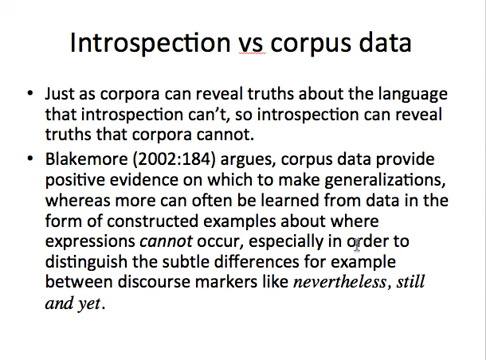 Introspection vs corpus data
• Just as corpora can reveal truths about the language
that introspection can't, so introspection can reveal
truths that corpora cannot.
• Blakemore (2002:184) argues, corpus data provide
positive evidence on which to make generalizations,
whereas more can often be learned from data in the
form of constructed examples about where
expressions cannot occur, especially in order to
distinguish the subtle differences for example
between discourse markers like nevertheless, still
and yet.